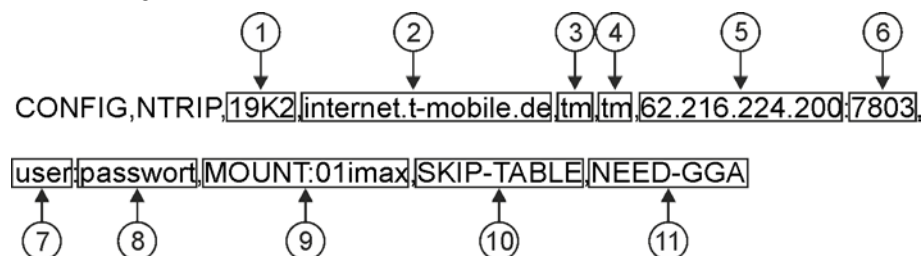 1 2 3 4 5 6
CONFIG,NTRIP,19K2,internet.t-mobile.de,tm,tm,62.216.224.200:7803,
user:passwort,MOUNT:01imax,SKIP-TABLE,NEED-GGA
7 8 9 10 11